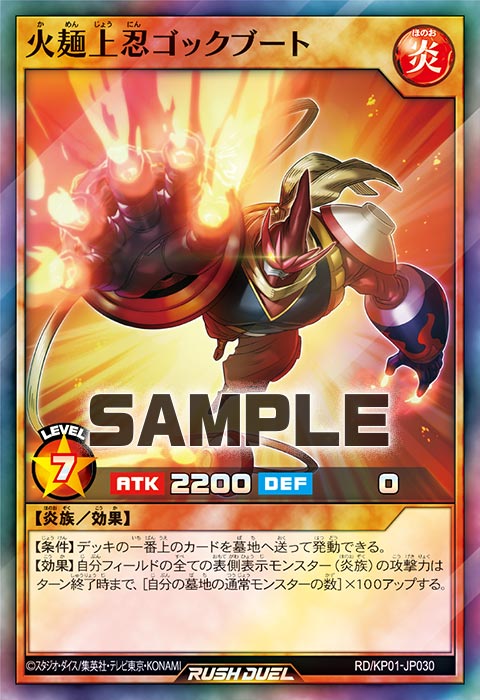 火麺上忍ゴックブート
炎
SAMPLE
LEVEL
7
ATK 2200 DEF 0
【炎族／効果】
【条件】デッキの一番上のカードを墓地へ送って発動できる。
【効果】自分フィールドの全ての表側表示モンスター（炎族）の攻撃力は
ターン終了時まで、［自分の墓地の通常モンスターの数］×100アップする。
©スタジオ・ダイス/集英社・テレビ東京・KONAMI
RUSH DUEL
RD/KP01-JP030